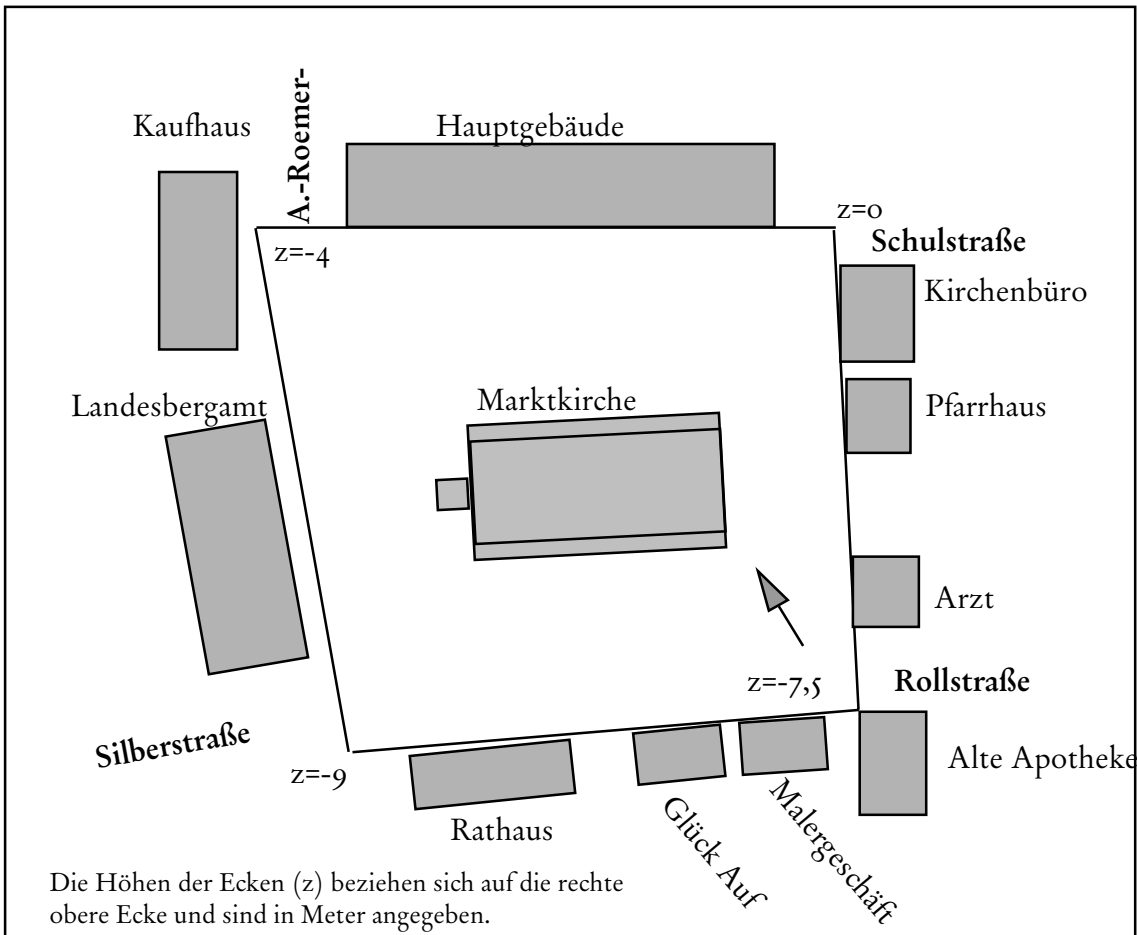 A.-Roemer-
Kaufhaus
Hauptgebäude
z=0
Schulstraße
z=-4
Kirchenbüro
Landesbergamt
Marktkirche
Pfarrhaus
Arzt
z=-7,5
Rollstraße
Silberstraße
z=-9
Alte Apotheke
Rathaus
Glück Auf
Malergeschäft
Die Höhen der Ecken (z) beziehen sich auf die rechte
obere Ecke und sind in Meter angegeben.